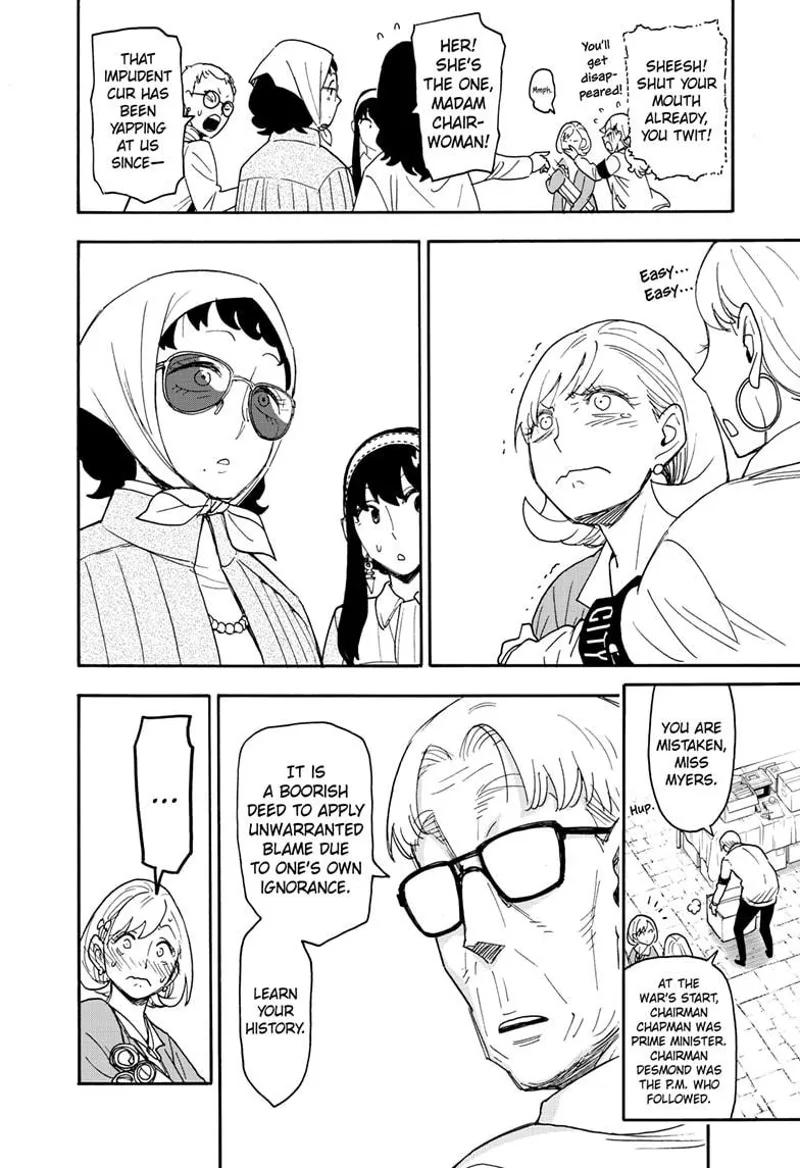 SHEESH!
SHUT YOUR
MOUTH
ALREADY,
YOU TWIT!
You'll
get
disap-
peared!
Mmph.
HER!
SHE'S
THE ONE,
MADAM
CHAIR-
WOMAN!
THAT
IMPUDENT
CUR HAS
BEEN
YAPPING
AT US
SINCE—
Easy...
Easy...
CITY
YOU ARE
MISTAKEN,
MISS
MYERS.
Hup.
AT THE
WAR'S START,
CHAIRMAN
CHAPMAN WAS
PRIME MINISTER.
CHAIRMAN
DESMOND WAS
THE P.M. WHO
FOLLOWED.
IT IS
A BOORISH
DEED TO APPLY
UNWARRANTED
BLAME DUE
TO ONE'S OWN
IGNORANCE.
LEARN
YOUR
HISTORY.
...